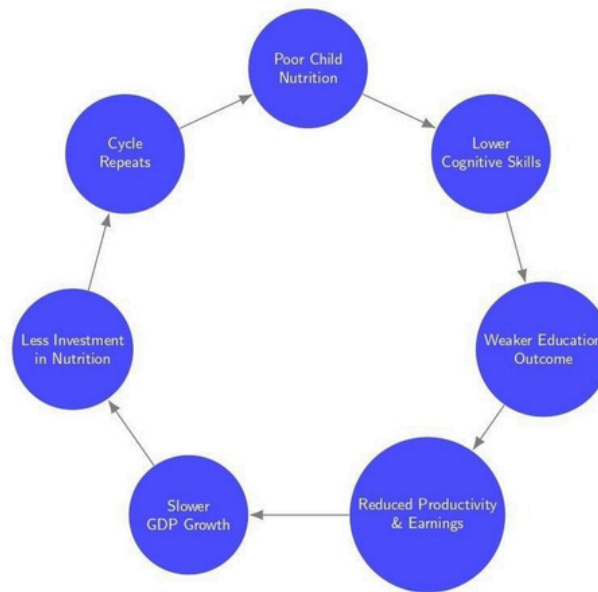 Poor Child
Nutrition
Lower
Cognitive Skills
Weaker Education
Outcome
Reduced Productivity
& Earnings
Slower
GDP Growth
Less Investment
in Nutrition
Cycle
Repeats